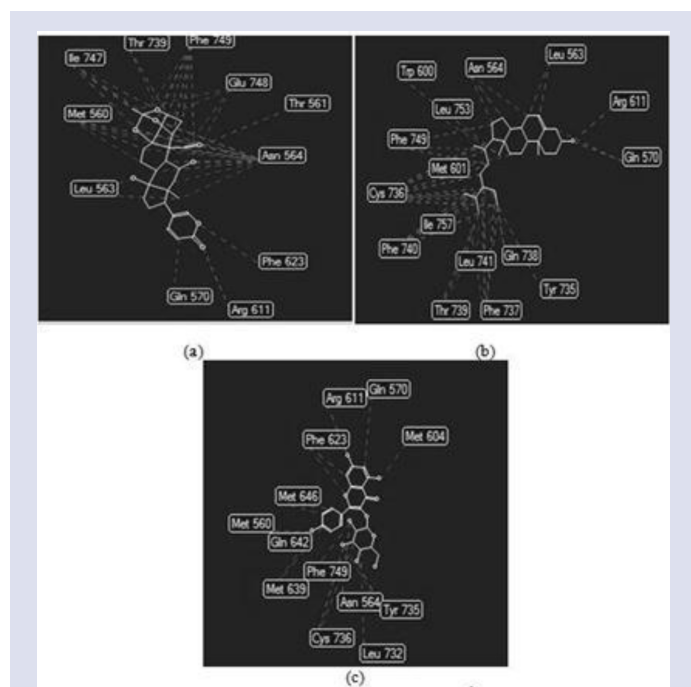 Thr 739
Phe 749
Ile 747
Glu 748
Met 560
Thr 561
Asn 564
Leu 563
Phe 623
Gln 570
Arg 611
(a)
Leu 563
Asn 564
Trp 600
Arg 611
Leu 753
Phe 749
Gln 570
Met 601
Cys 736
Ile 757
Phe 740
Leu 741
Gln 738
Tyr 735
Thr 739
Phe 737
(b)
Gln 570
Arg 611
Phe 623
Met 604
Met 646
Met 560
Gln 642
Phe 749
Met 639
Asn 564
Tyr 735
Cys 736
Leu 732
(c)